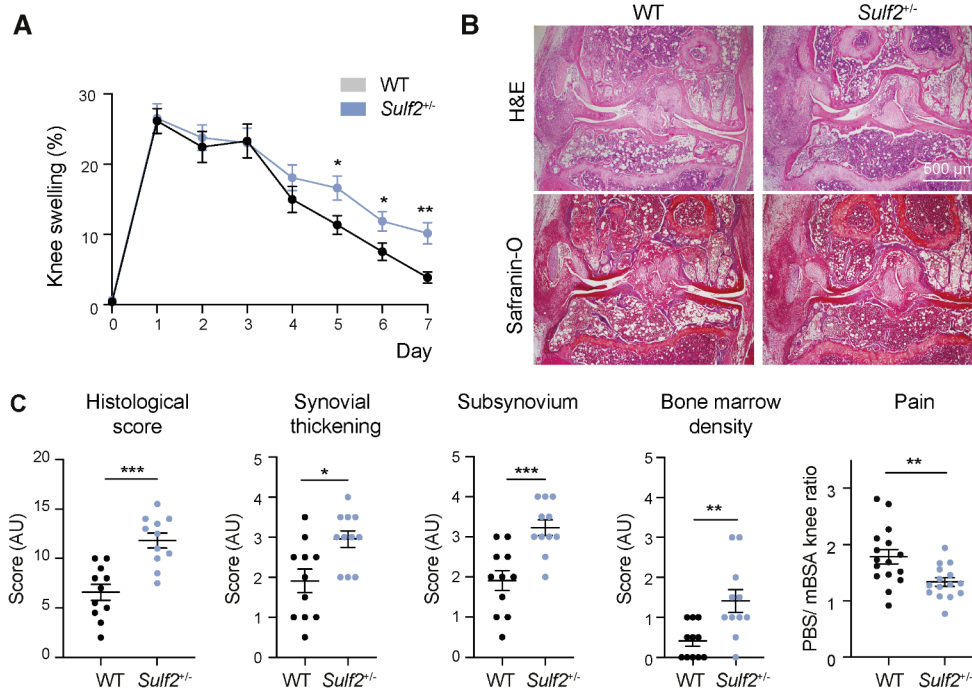 A
WT
Sulf2+/-
Knee swelling (%)
30
20
10
0
*
*
**
0 1 2 3 4 5 6 7
Day
B
WT
Sulf2+/-
H&E
500 µm
Safranin-O
C
Histological
score
Score (AU)
20
15
10
5
0
***
WT Sulf2+/-
Synovial
thickening
Score (AU)
5
4
3
2
1
0
*
WT Sulf2+/-
Subsynovium
Score (AU)
5
4
3
2
1
0
***
WT Sulf2+/-
Bone marrow
density
Score (AU)
5
4
3
2
1
0
**
WT Sulf2+/-
Pain
PBS/ mBSA knee ratio
4
3
2
1
0
**
WT Sulf2+/-